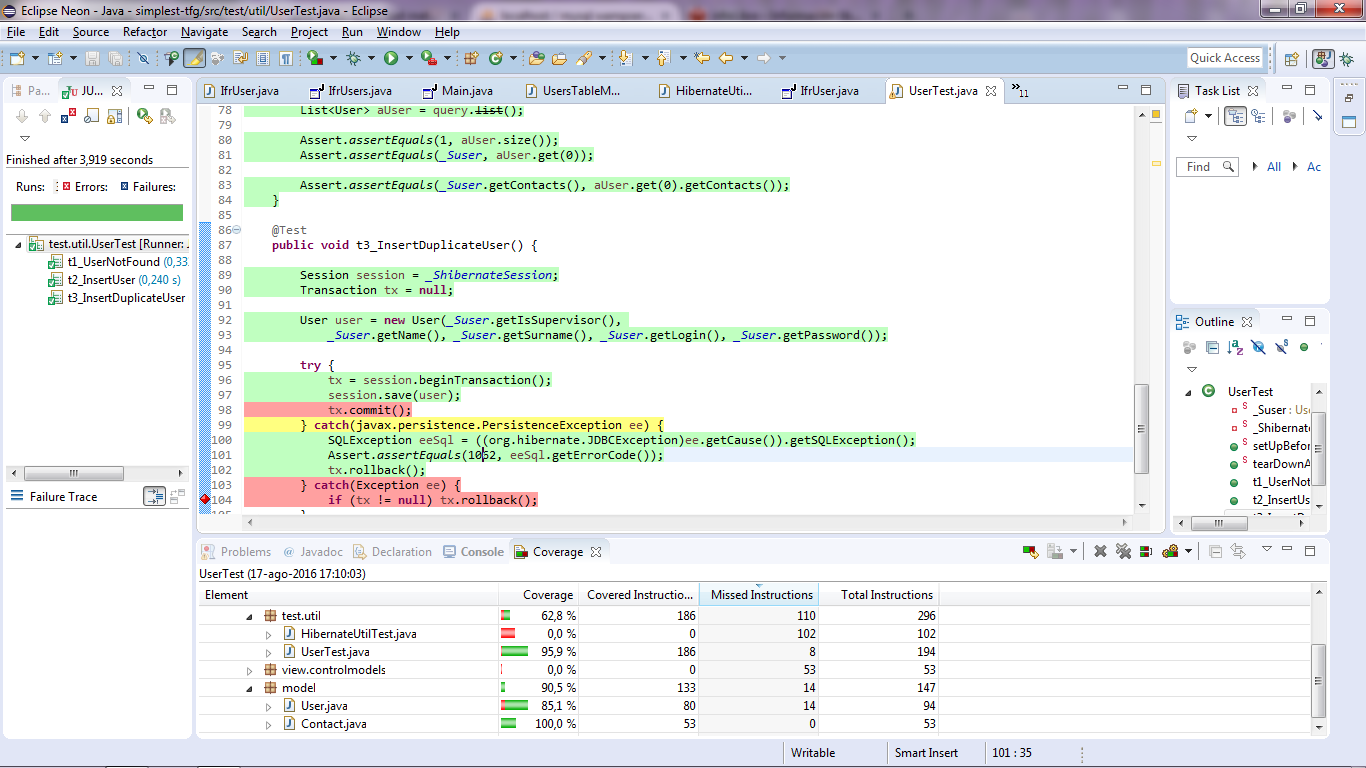 Eclipse Neon - Java - simplest-tfg/src/test/util/UserTest.java - Eclipse
File Edit Source Refactor Navigate Search Project Run Window Help
Quick Access
Pa... JU...
IfrUser.java IfrUsers.java Main.java UsersTableM... HibernateUti... IfrUser.java UserTest.java 11
Task List
Finished after 3,919 seconds
Runs: Errors: Failures:
test.util.UserTest [Runner:
t1_UserNotFound (0,33
t2_InsertUser (0,240 s)
t3_InsertDuplicateUser
Failure Trace
78 List<User> aUser = query.list();
79
80 Assert.assertEquals(1, aUser.size());
81 Assert.assertEquals(_Suser, aUser.get(0));
82
83 Assert.assertEquals(_Suser.getContacts(), aUser.get(0).getContacts());
84 }
85
86 @Test
87 public void t3_InsertDuplicateUser() {
88
89 Session session = _ShibernateSession;
90 Transaction tx = null;
91
92 User user = new User(_Suser.getIsSupervisor(),
93 _Suser.getName(), _Suser.getSurname(), _Suser.getLogin(), _Suser.getPassword());
94
95 try {
96 tx = session.beginTransaction();
97 session.save(user);
98 tx.commit();
99 } catch(javax.persistence.PersistenceException ee) {
100 SQLException eeSql = ((org.hibernate.JDBCException)ee.getCause()).getSQLException();
101 Assert.assertEquals(1062, eeSql.getErrorCode());
102 tx.rollback();
103 } catch(Exception ee) {
104 if (tx != null) tx.rollback();
105 }
Find All Ac
Outline
UserTest
_Suser : Use
_Shibernate
setUpBefor
tearDownA
t1_UserNot
t2_InsertUs
Problems Javadoc Declaration Console Coverage
UserTest (17-ago-2016 17:10:03)
Element Coverage Covered Instructio... Missed Instructions Total Instructions
test.util 62,8 % 186 110 296
HibernateUtilTest.java 0,0 % 0 102 102
UserTest.java 95,9 % 186 8 194
view.controlmodels 0,0 % 0 53 53
model 90,5 % 133 14 147
User.java 85,1 % 80 14 94
Contact.java 100,0 % 53 0 53
Writable Smart Insert 101 : 35